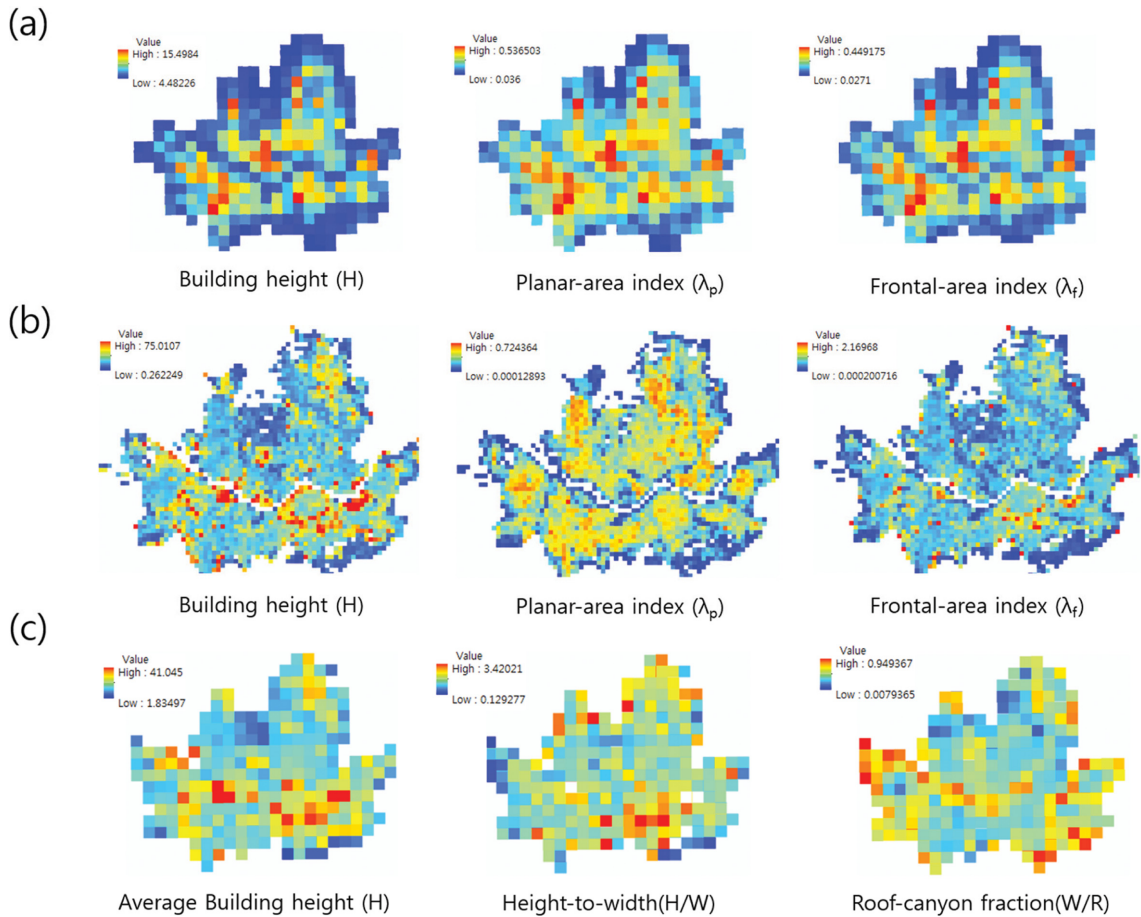 (a)
Value
High : 15.4984
Low : 4.48226
Building height (H)
Value
High : 0.536503
Low : 0.036
Planar-area index (λp)
Value
High : 0.449175
Low : 0.0271
Frontal-area index (λf)
(b)
Value
High : 75.0107
Low : 0.262249
Building height (H)
Value
High : 0.724364
Low : 0.00012893
Planar-area index (λp)
Value
High : 2.16968
Low : 0.000200716
Frontal-area index (λf)
(c)
Value
High : 41.045
Low : 1.83497
Average Building height (H)
Value
High : 3.42021
Low : 0.129277
Height-to-width(H/W)
Value
High : 0.949367
Low : 0.0079365
Roof-canyon fraction(W/R)